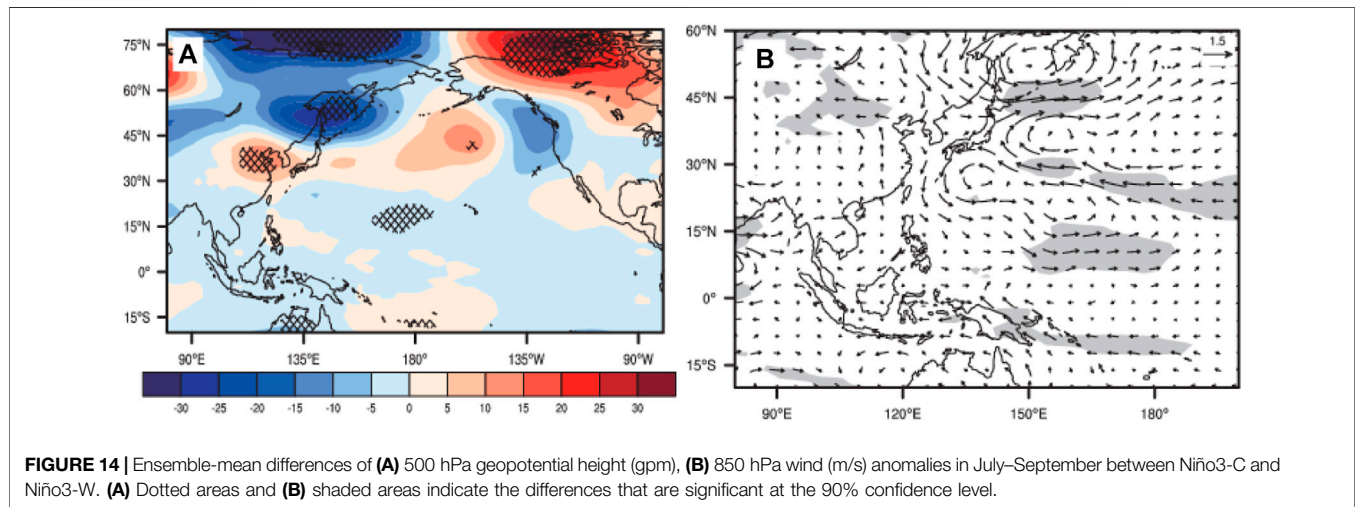 A
75°N
60°N
45°N
30°N
15°N
0°
15°S
90°E 135°E 180° 135°W 90°W
-30 -25 -20 -15 -10 -5 0 5 10 15 20 25 30
B
1.5
60°N
45°N
30°N
15°N
0°
15°S
90°E 120°E 150°E 180°
FIGURE 14 | Ensemble-mean differences of (A) 500 hPa geopotential height (gpm), (B) 850 hPa wind (m/s) anomalies in July–September between Niño3-C and
Niño3-W. (A) Dotted areas and (B) shaded areas indicate the differences that are significant at the 90% confidence level.